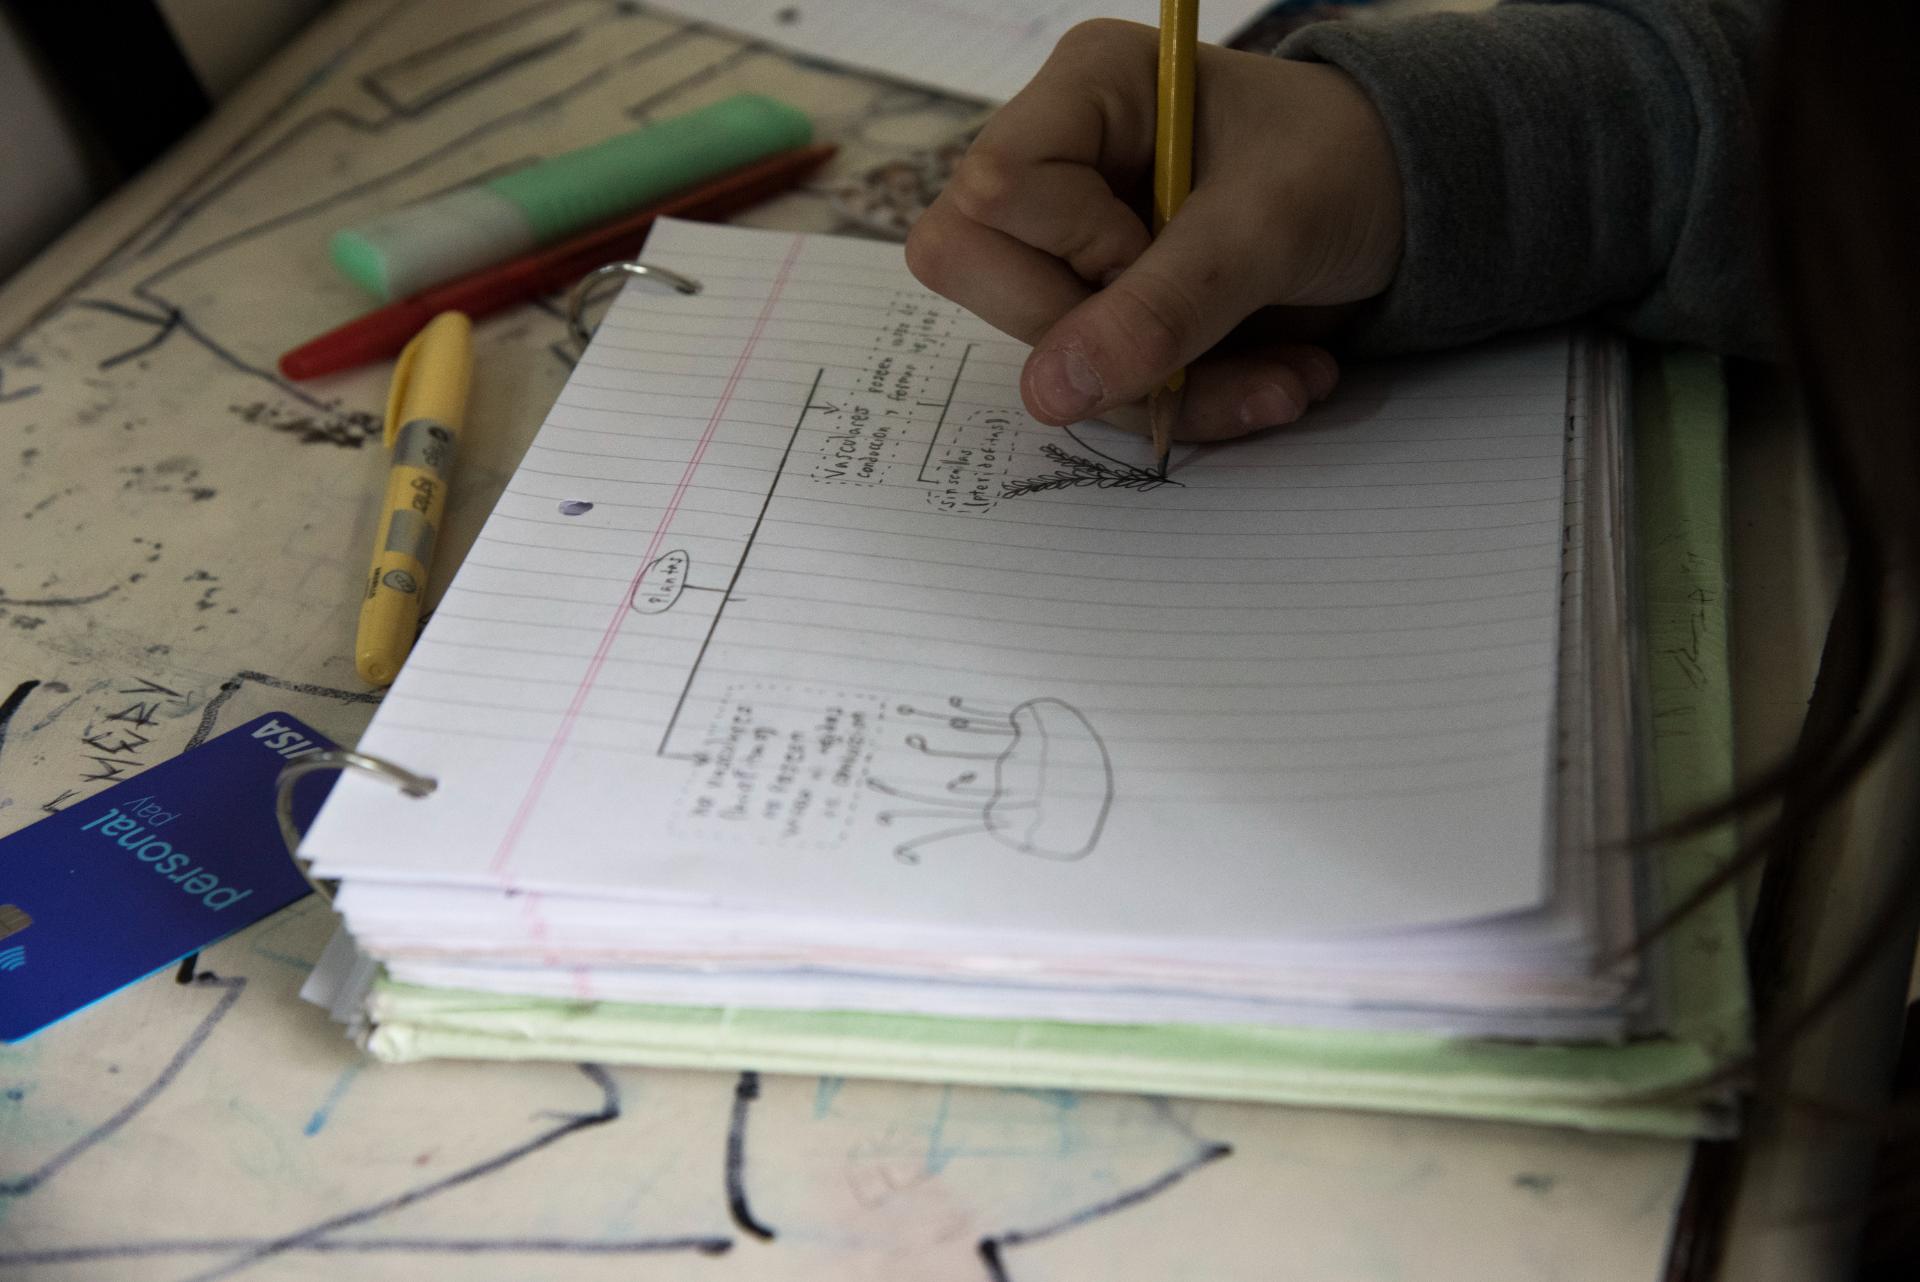 Plantas
Vasculares poseen vasos de
conducción y forman tejidos
sin semillas
(pteridofitas)
no vasculares
(briofitas)
no poseen
vasos ni tejidos
de conducción
VISA
personal
pay